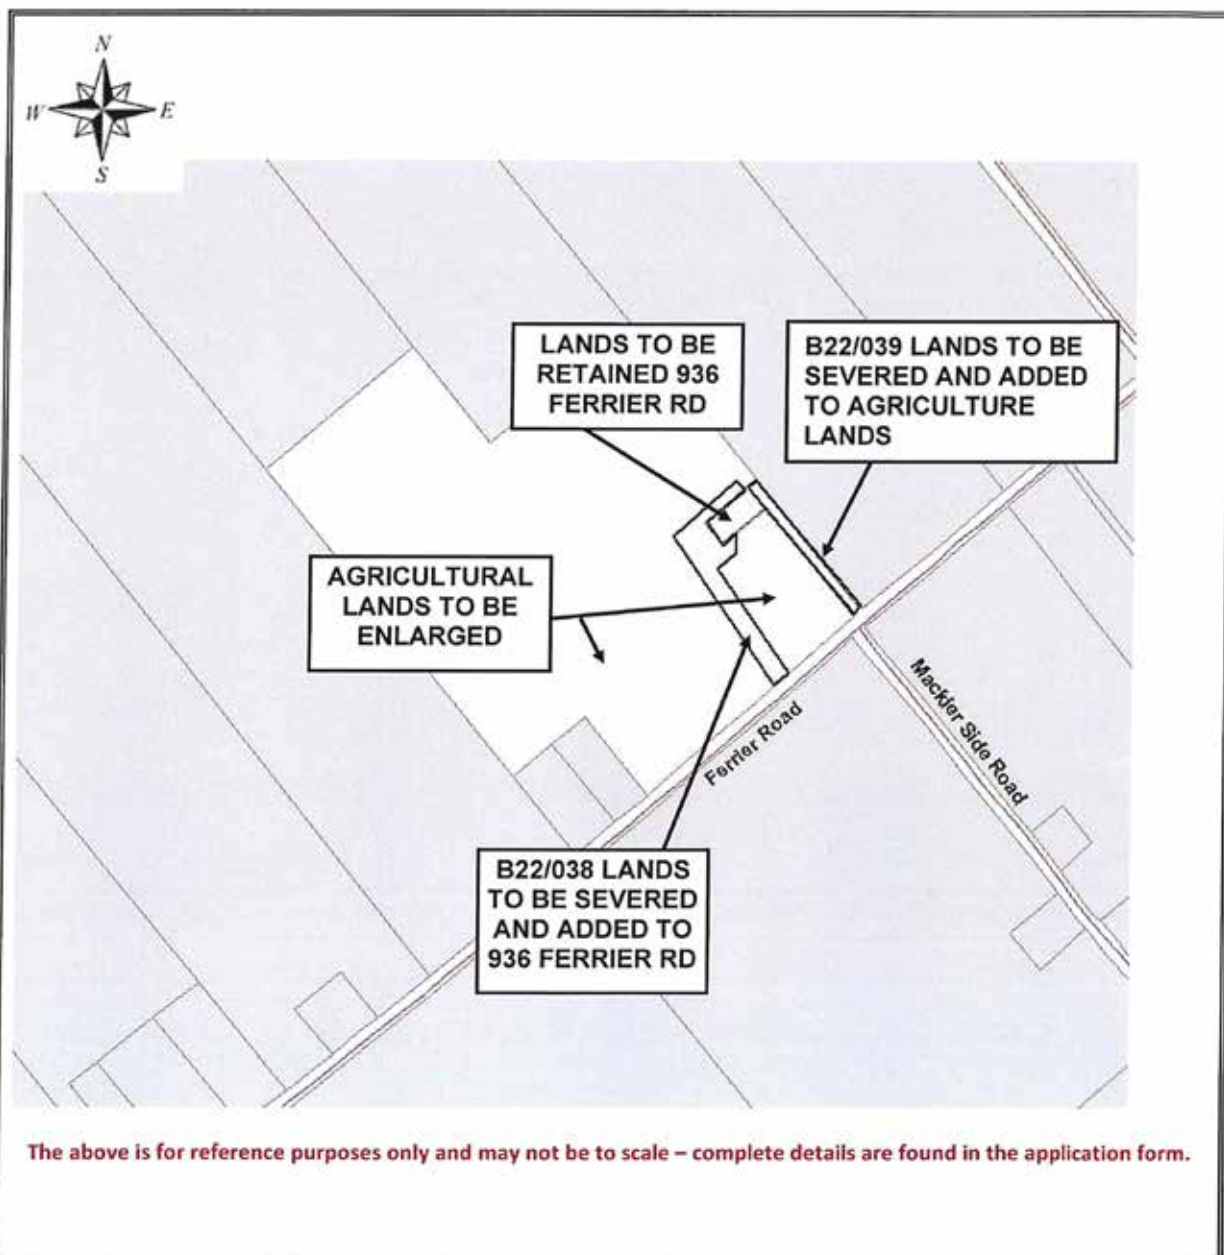 N
W E
S
LANDS TO BE
RETAINED 936
FERRIER RD
B22/039 LANDS TO BE
SEVERED AND ADDED
TO AGRICULTURE
LANDS
AGRICULTURAL
LANDS TO BE
ENLARGED
Ferrier Road
Mackler Side Road
B22/038 LANDS
TO BE SEVERED
AND ADDED TO
936 FERRIER RD
The above is for reference purposes only and may not be to scale – complete details are found in the application form.